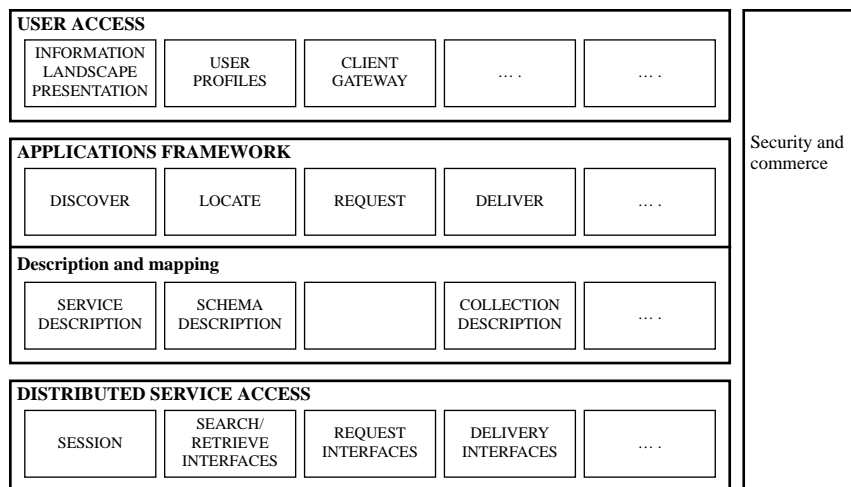 USER ACCESS
INFORMATION
LANDSCAPE
PRESENTATION
USER
PROFILES
CLIENT
GATEWAY
... .
... .
APPLICATIONS FRAMEWORK
DISCOVER
LOCATE
REQUEST
DELIVER
... .
Description and mapping
SERVICE
DESCRIPTION
SCHEMA
DESCRIPTION
COLLECTION
DESCRIPTION
... .
DISTRIBUTED SERVICE ACCESS
SESSION
SEARCH/
RETRIEVE
INTERFACES
REQUEST
INTERFACES
DELIVERY
INTERFACES
... .
Security and
commerce